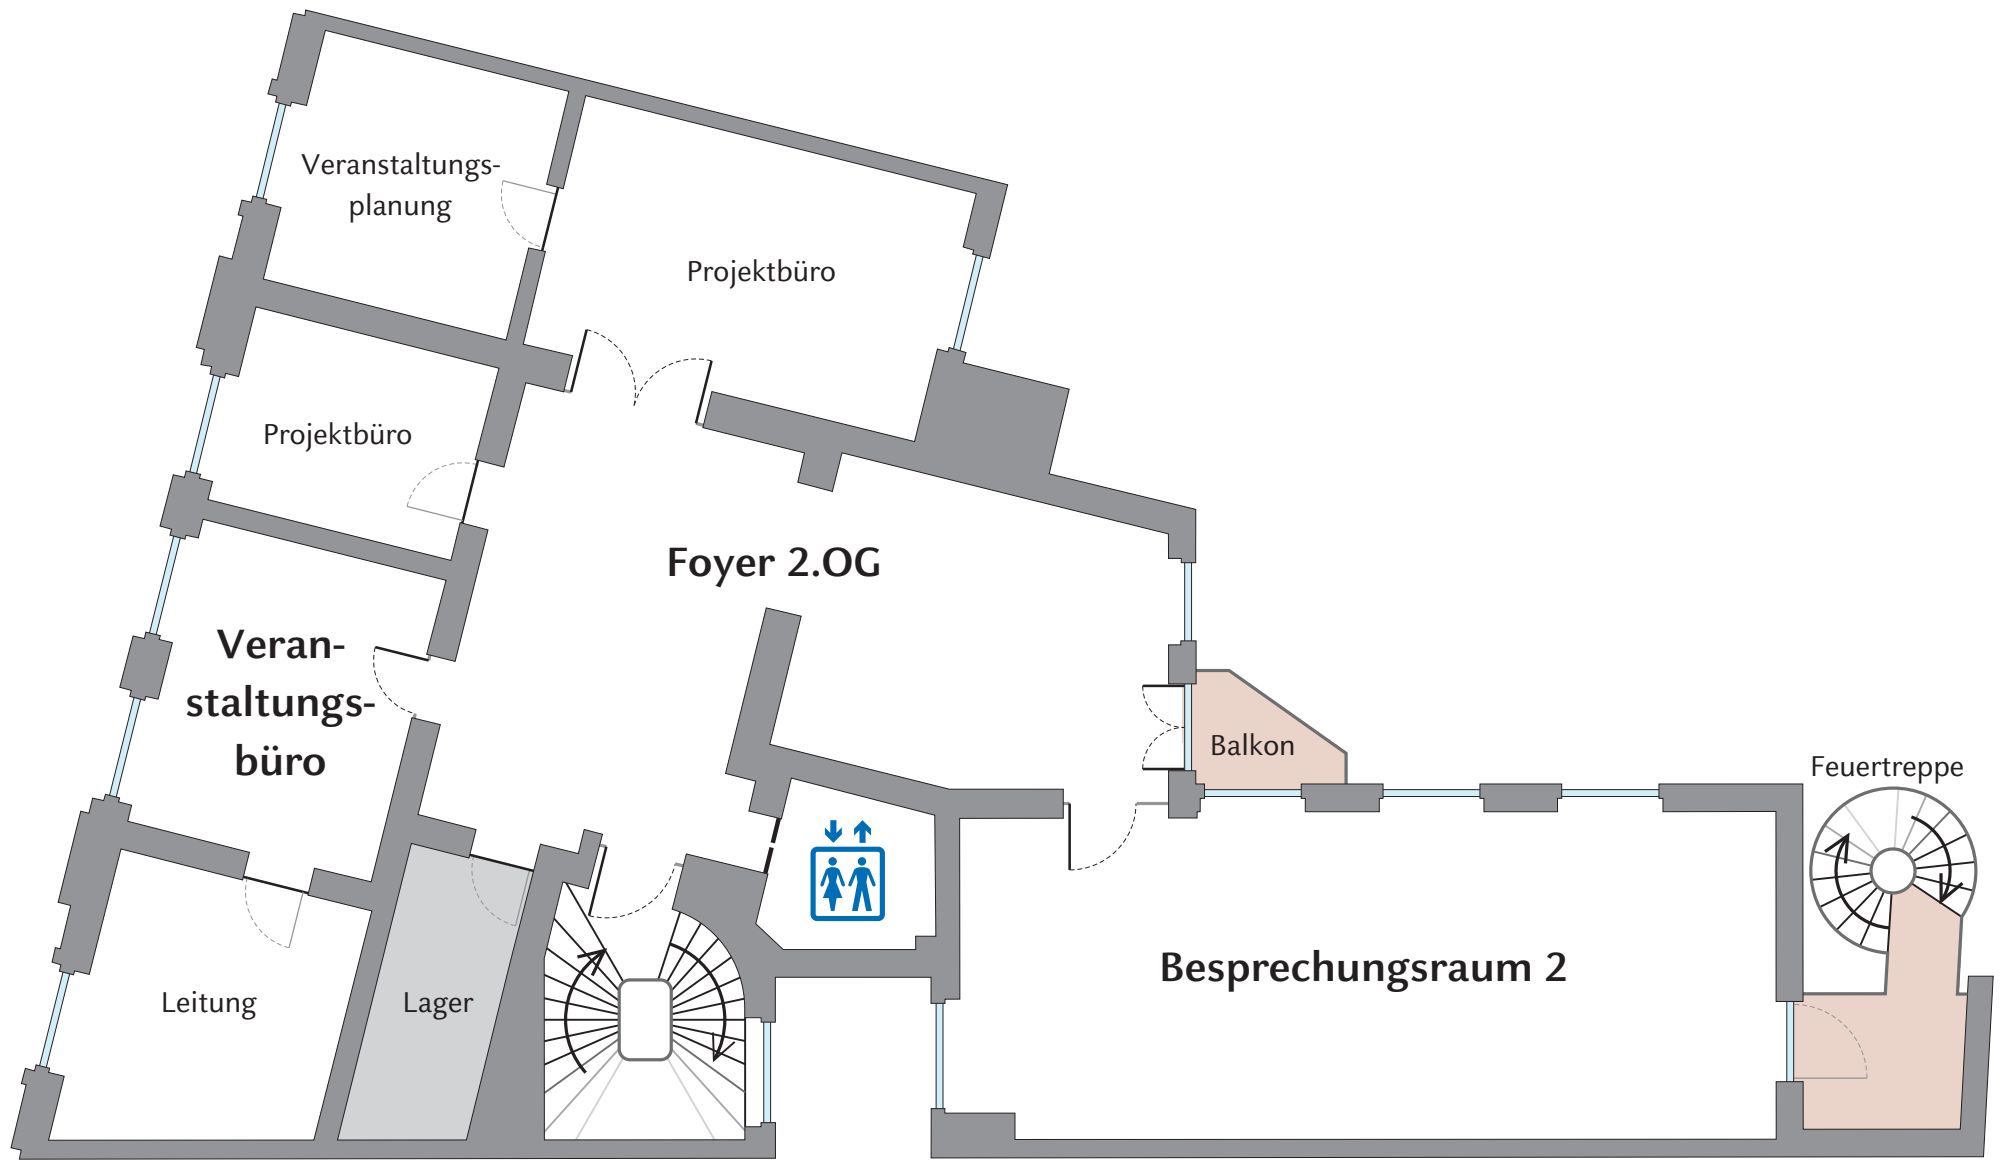 Veranstaltungs-
planung
Projektbüro
Projektbüro
Foyer 2.OG
Veran-
staltungs-
büro
Balkon
Feuertreppe
Besprechungsraum 2
Leitung
Lager